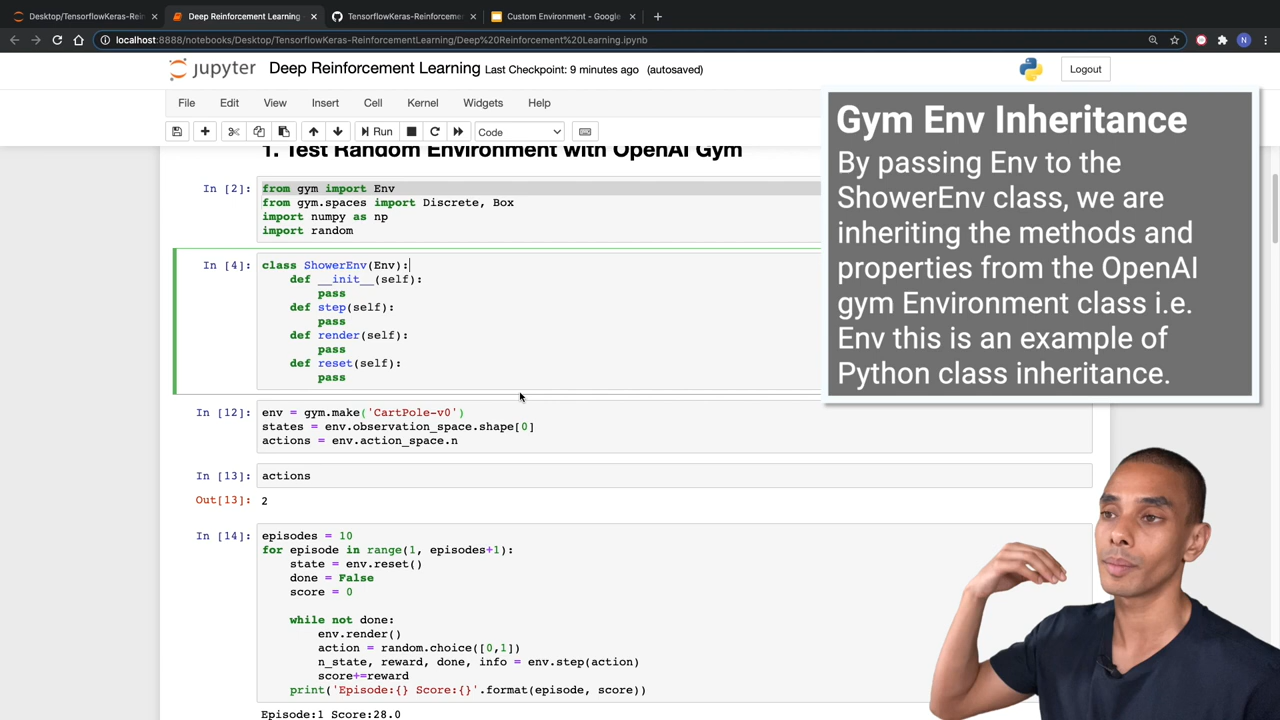 Desktop/TensorflowKeras-Rein
Deep Reinforcement Learning
TensorflowKeras-Reinforceme
Custom Environment - Google
localhost:8888/notebooks/Desktop/TensorflowKeras-ReinforcementLearning/Deep%20Reinforcement%20Learning.ipynb
N
jupyter Deep Reinforcement Learning Last Checkpoint: 9 minutes ago (autosaved)
Logout
File Edit View Insert Cell Kernel Widgets Help
Run Code
1. Test Random Environment with OpenAI Gym
In [2]: from gym import Env
from gym.spaces import Discrete, Box
import numpy as np
import random
In [4]: class ShowerEnv(Env):
def __init__(self):
pass
def step(self):
pass
def render(self):
pass
def reset(self):
pass
In [12]: env = gym.make('CartPole-v0')
states = env.observation_space.shape[0]
actions = env.action_space.n
In [13]: actions
Out[13]: 2
In [14]: episodes = 10
for episode in range(1, episodes+1):
state = env.reset()
done = False
score = 0
while not done:
env.render()
action = random.choice([0,1])
n_state, reward, done, info = env.step(action)
score+=reward
print('Episode:{} Score:{}'.format(episode, score))
Episode:1 Score:28.0
Gym Env Inheritance
By passing Env to the
ShowerEnv class, we are
inheriting the methods and
properties from the OpenAI
gym Environment class i.e.
Env this is an example of
Python class inheritance.